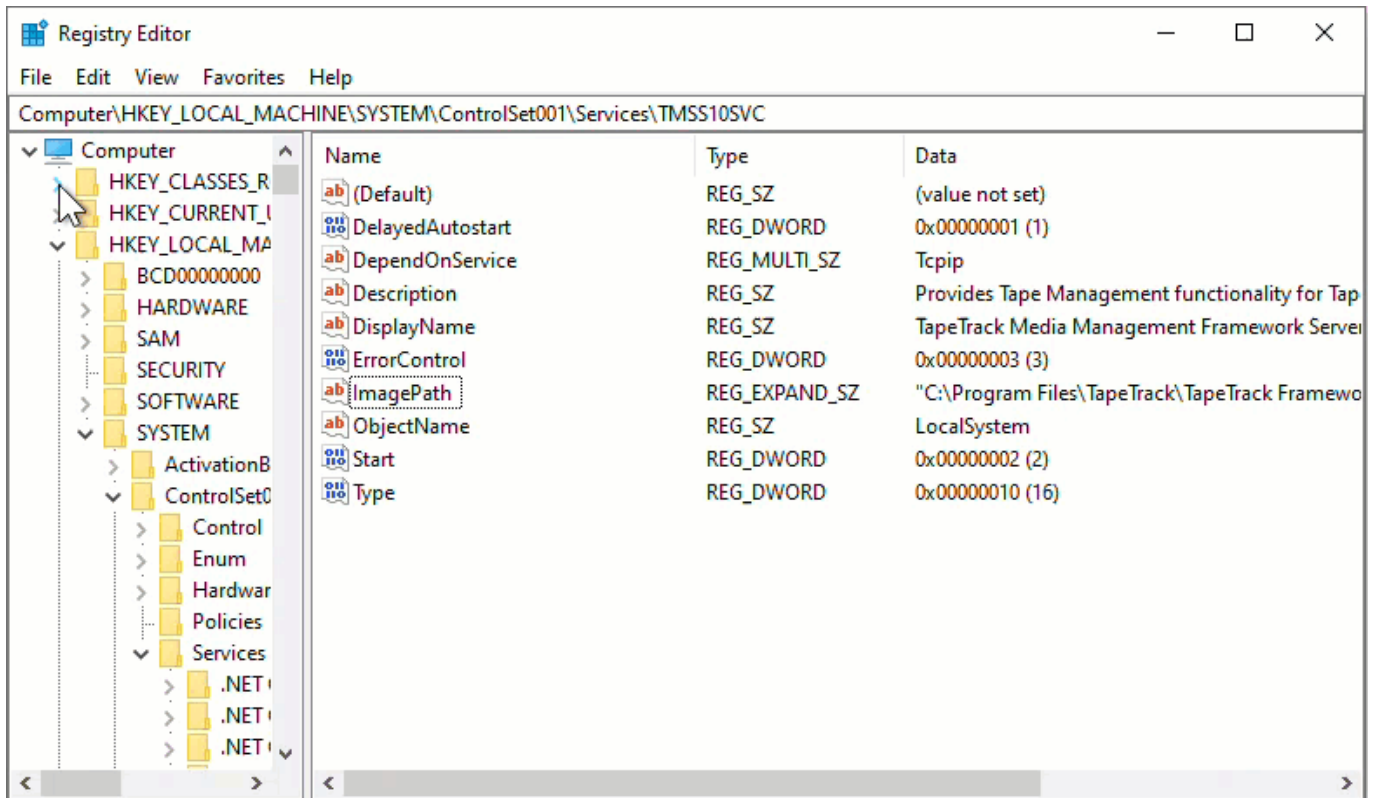 Registry Editor
File Edit View Favorites Help
Computer\HKEY_LOCAL_MACHINE\SYSTEM\ControlSet001\Services\TMSS10SVC
Computer
HKEY_CLASSES_R
HKEY_CURRENT_U
HKEY_LOCAL_MA
BCD00000000
HARDWARE
SAM
SECURITY
SOFTWARE
SYSTEM
ActivationB
ControlSet0
Control
Enum
Hardwar
Policies
Services
.NET
.NET
.NET
Name Type Data
(Default) REG_SZ (value not set)
DelayedAutostart REG_DWORD 0x00000001 (1)
DependOnService REG_MULTI_SZ Tcpip
Description REG_SZ Provides Tape Management functionality for Tap
DisplayName REG_SZ TapeTrack Media Management Framework Server
ErrorControl REG_DWORD 0x00000003 (3)
ImagePath REG_EXPAND_SZ "C:\Program Files\TapeTrack\TapeTrack Framewo
ObjectName REG_SZ LocalSystem
Start REG_DWORD 0x00000002 (2)
Type REG_DWORD 0x00000010 (16)